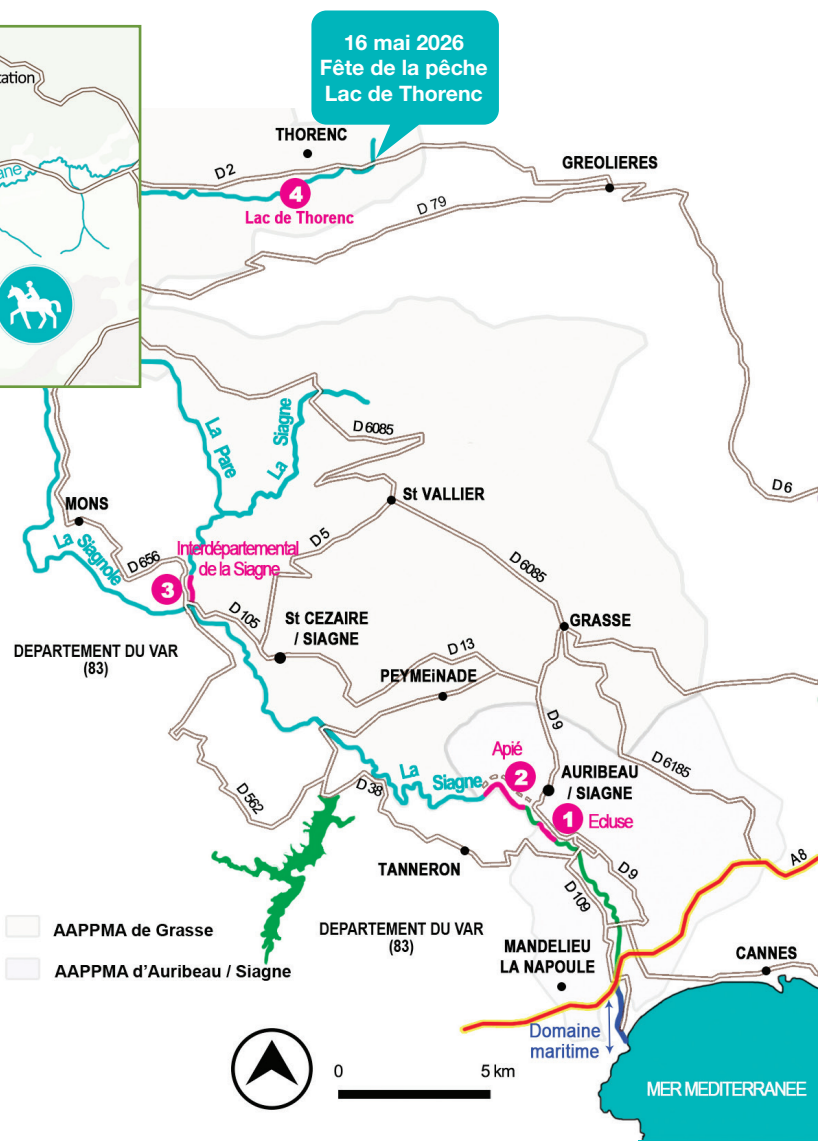 16 mai 2026
Fête de la pêche
Lac de Thorenc
THORENC
D2
GREOLIERES
4
Lac de Thorenc
D 79
La Pare
La Siagne
D 6085
D 6
MONS
St VALLIER
La Siagnole
D 656
Interdépartemental
de la Siagne
D 5
D 6085
3
D 105
St CEZAIRE
/ SIAGNE
GRASSE
DEPARTEMENT DU VAR
(83)
D 13
PEYMEiNADE
D 9
Apié
2
D 6185
La Siagne
AURIBEAU
/ SIAGNE
D 562
D 38
1
Ecluse
TANNERON
D 9
A8
D 109
AAPPMA de Grasse
DEPARTEMENT DU VAR
(83)
AAPPMA d'Auribeau / Siagne
MANDELIEU
LA NAPOULE
CANNES
Domaine
maritime
0
5 km
MER MEDITERRANEE